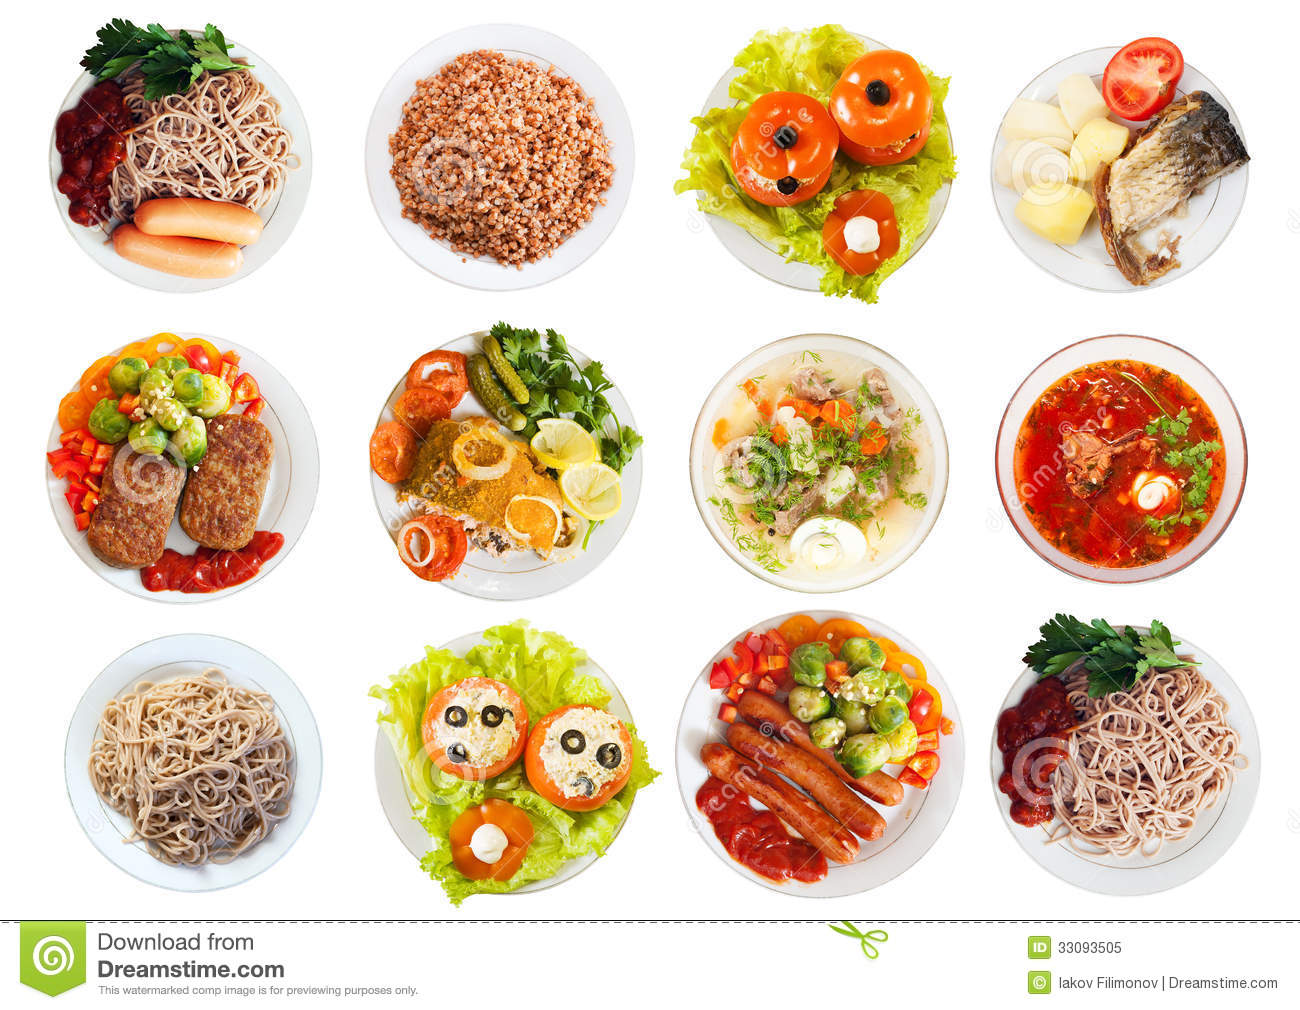 Download from
Dreamstime.com
This watermarked comp image is for previewing purposes only.
ID 33093505
© Iakov Filimonov | Dreamstime.com